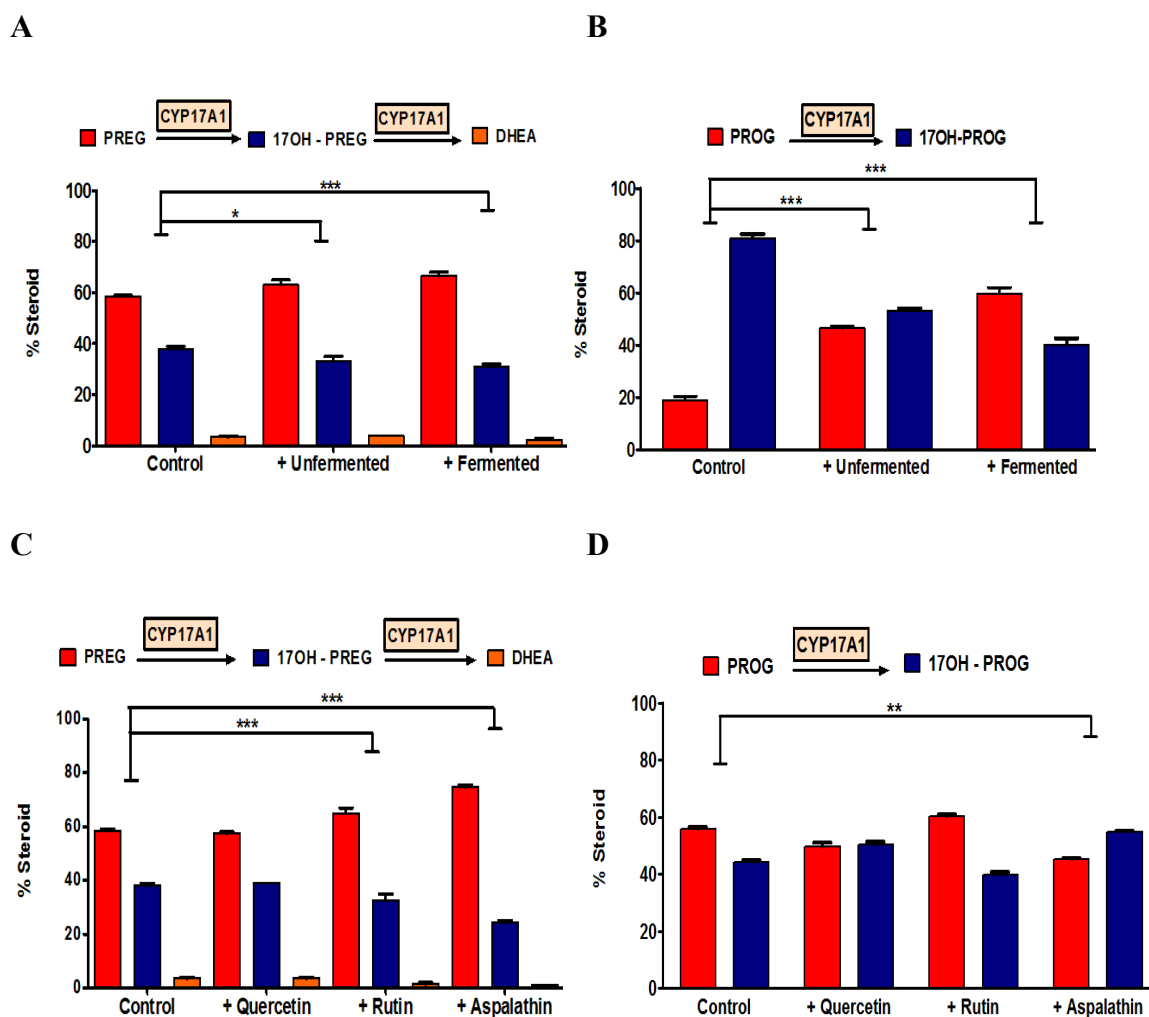 A
CYP17A1 CYP17A1
PREG 17OH - PREG DHEA
***
*
% Steroid
100
80
60
40
20
0
Control + Unfermented + Fermented
B
CYP17A1
PROG 17OH-PROG
***
***
% Steroid
100
80
60
40
20
0
Control + Unfermented + Fermented
C
CYP17A1 CYP17A1
PREG 17OH - PREG DHEA
***
***
% Steroid
100
80
60
40
20
0
Control + Quercetin + Rutin + Aspalathin
D
CYP17A1
PROG 17OH - PROG
**
% Steroid
100
80
60
40
20
0
Control + Quercetin + Rutin + Aspalathin